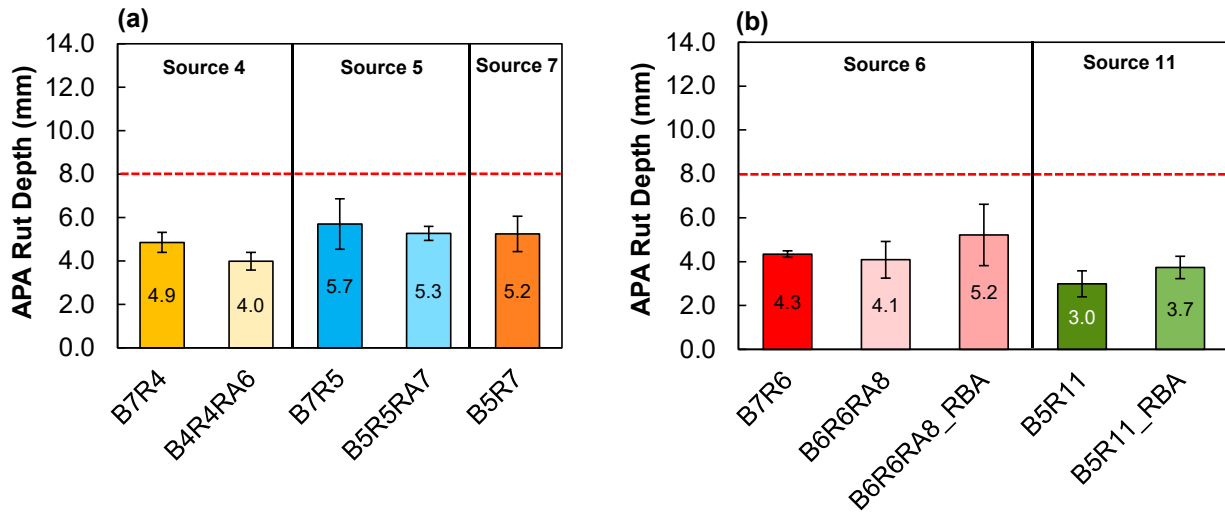 (a)
APA Rut Depth (mm)
14.0
12.0
10.0
8.0
6.0
4.0
2.0
0.0
Source 4
Source 5
Source 7
4.9
4.0
5.7
5.3
5.2
B7R4
B4R4RA6
B7R5
B5R5RA7
B5R7
(b)
APA Rut Depth (mm)
14.0
12.0
10.0
8.0
6.0
4.0
2.0
0.0
Source 6
Source 11
4.3
4.1
5.2
3.0
3.7
B7R6
B6R6RA8
B6R6RA8_RBA
B5R11
B5R11_RBA